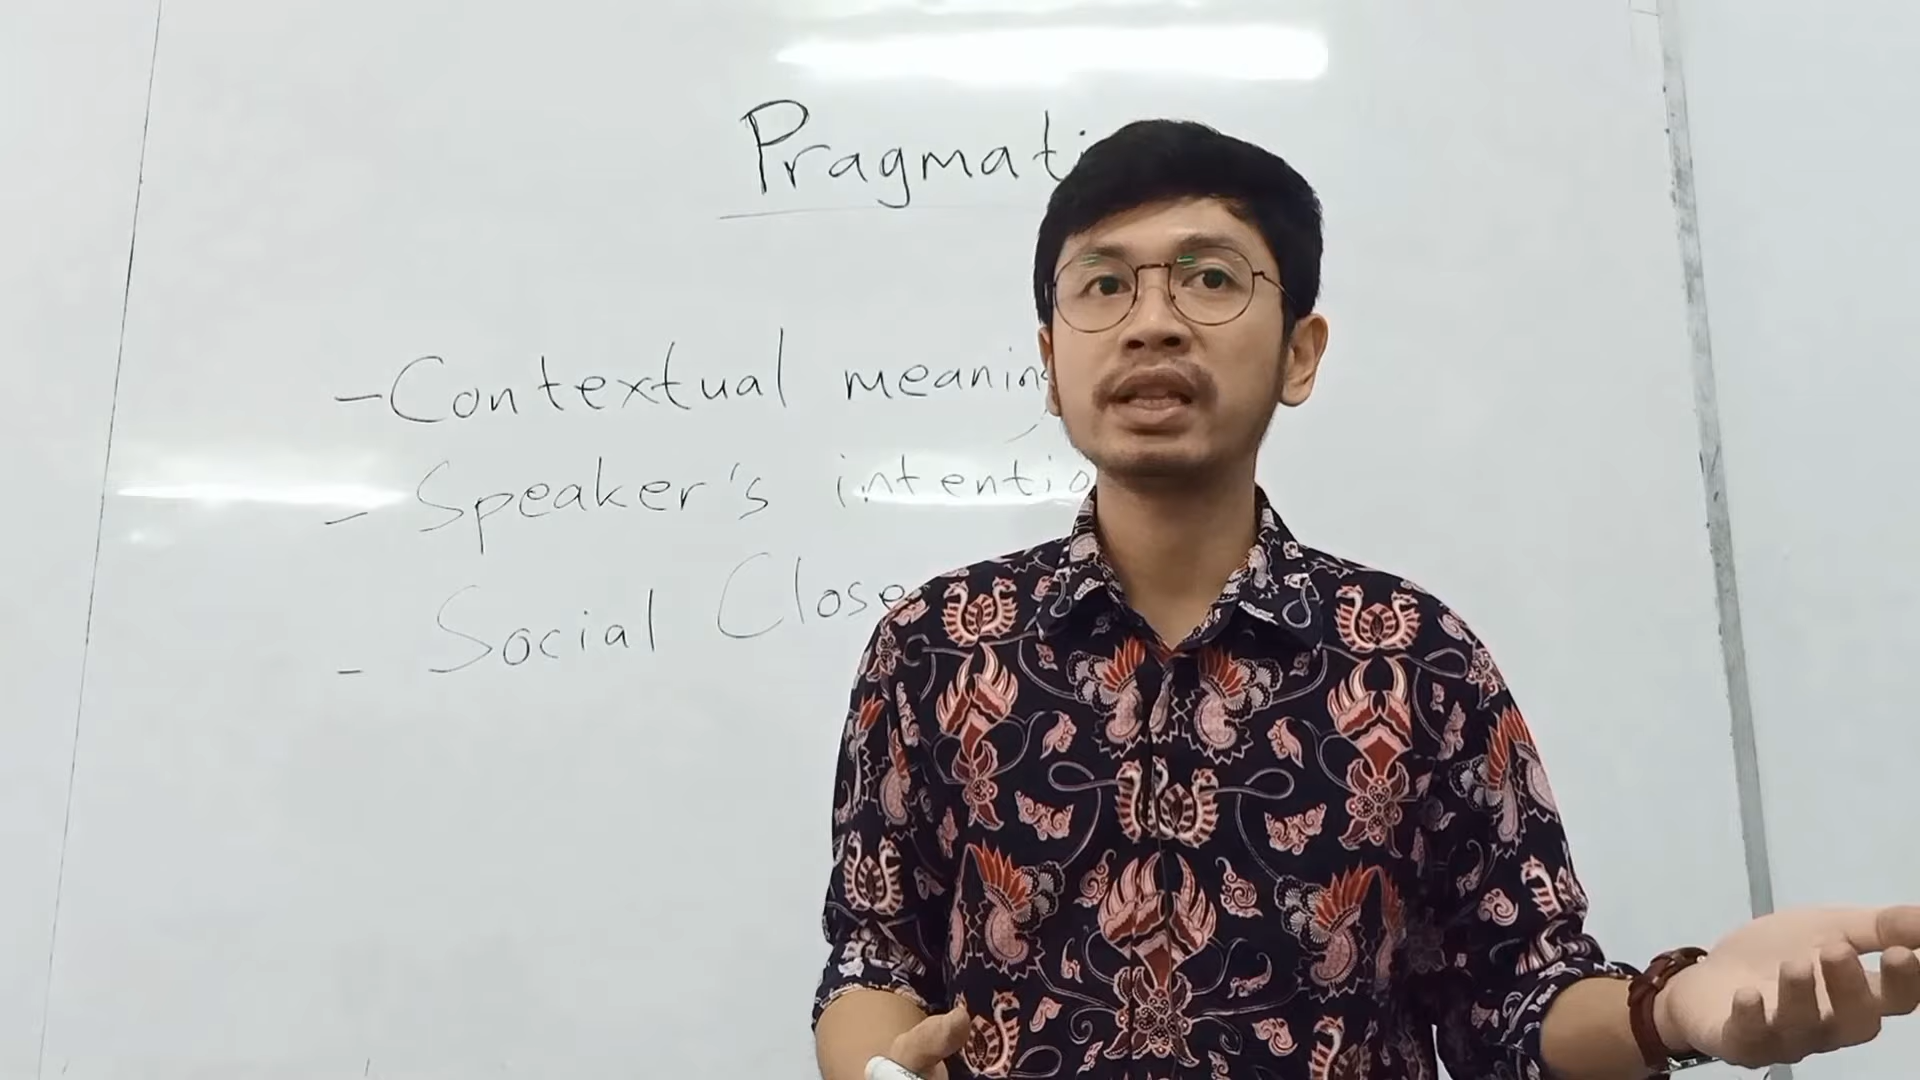 Pragmati
- Contextual meaning
- Speaker's intentio
- Social Close